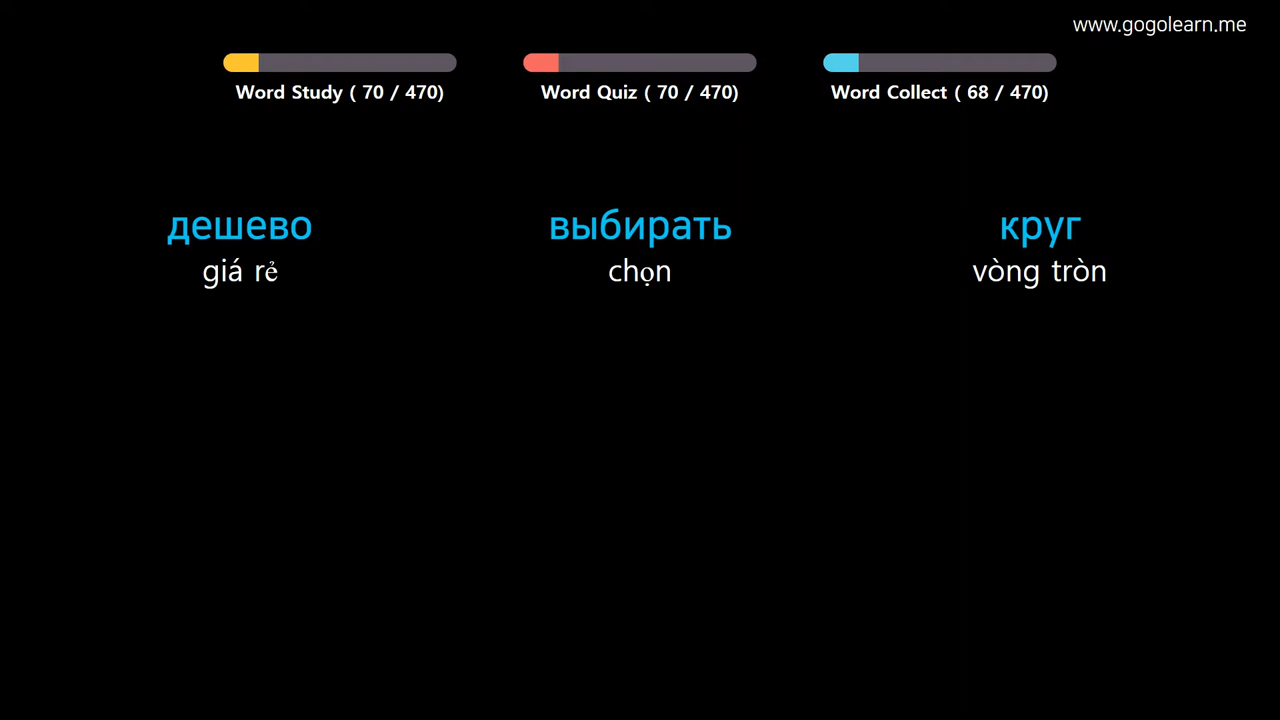 www.gogolearn.me
Word Study ( 70 / 470)
Word Quiz ( 70 / 470)
Word Collect ( 68 / 470)
дешево
выбирать
круг
giá rẻ
chọn
vòng tròn